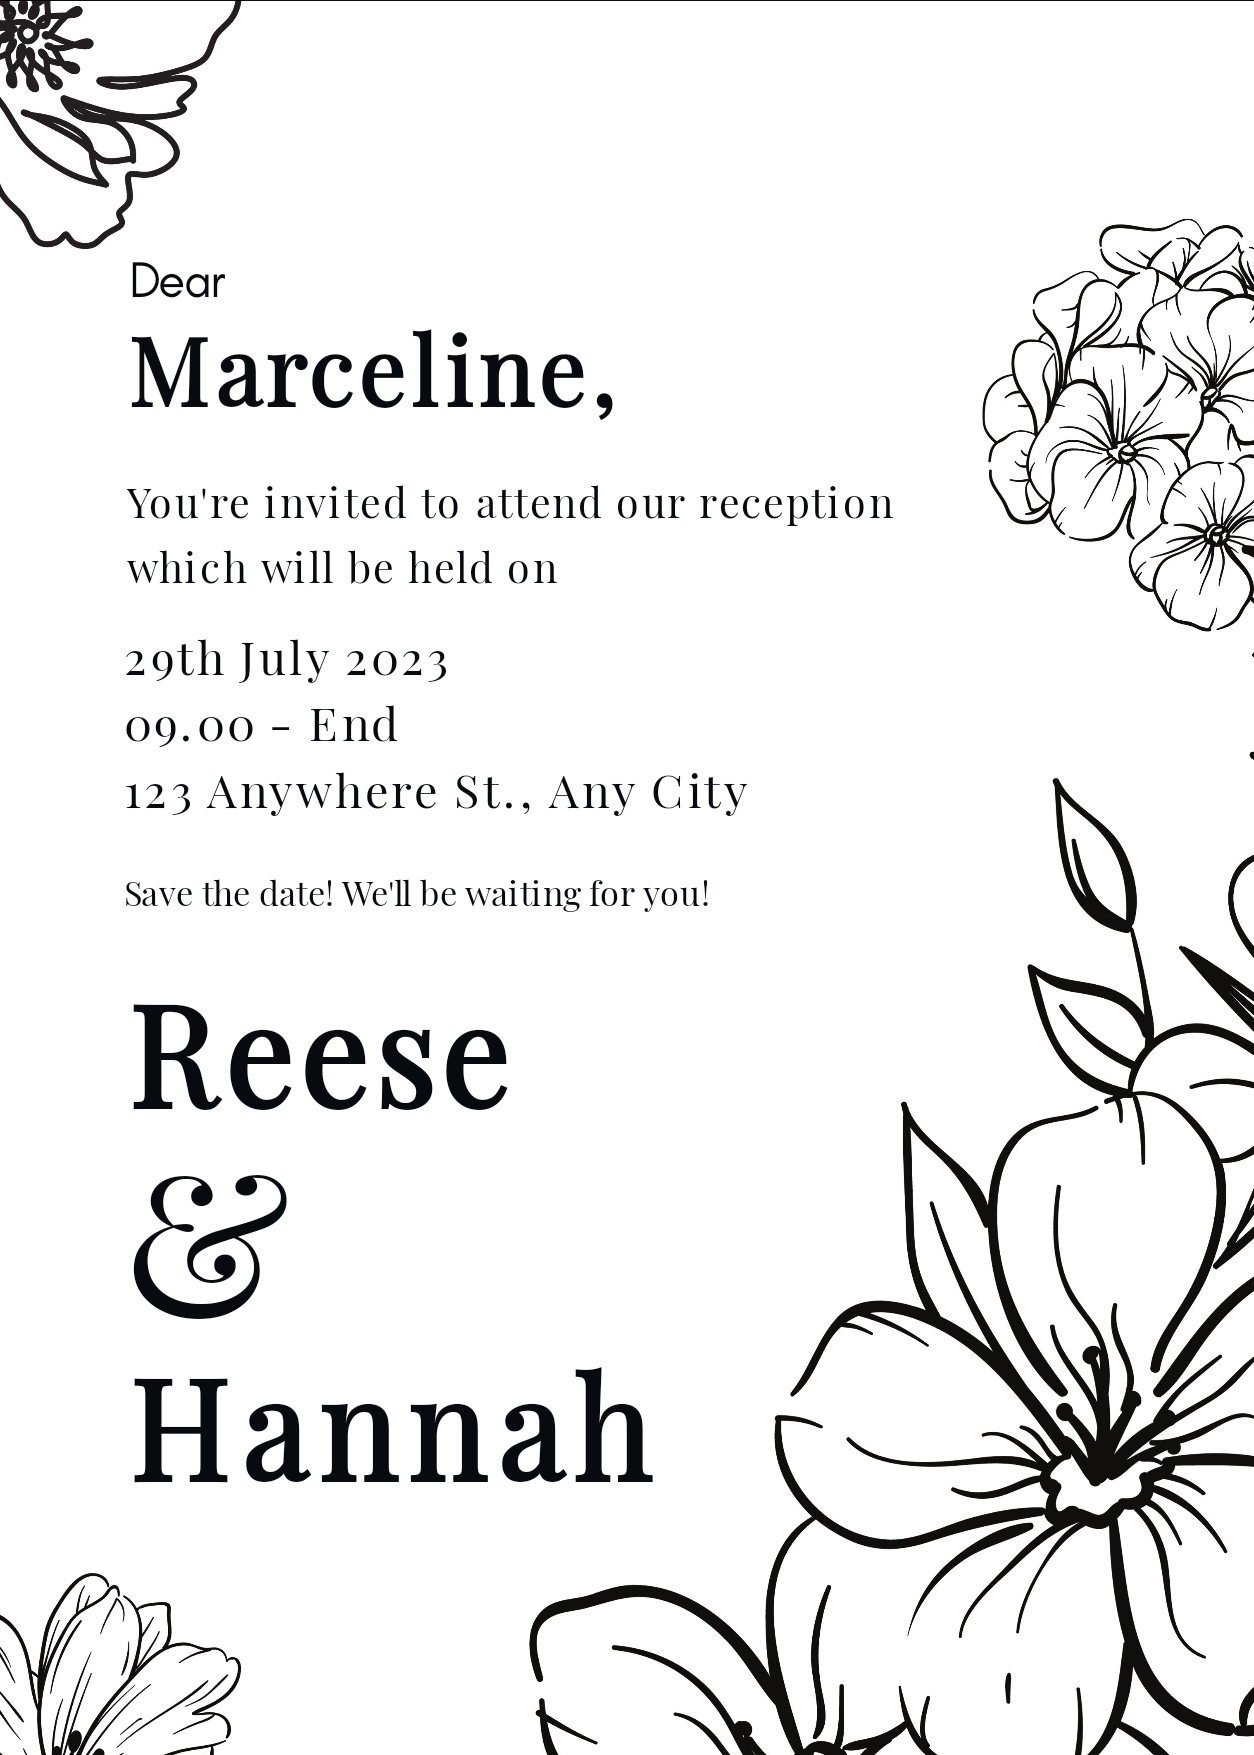 Dear
Marceline,
You're invited to attend our reception
which will be held on
29th July 2023
09.00 - End
123 Anywhere St., Any City
Save the date! We'll be waiting for you!
Reese
&
Hannah